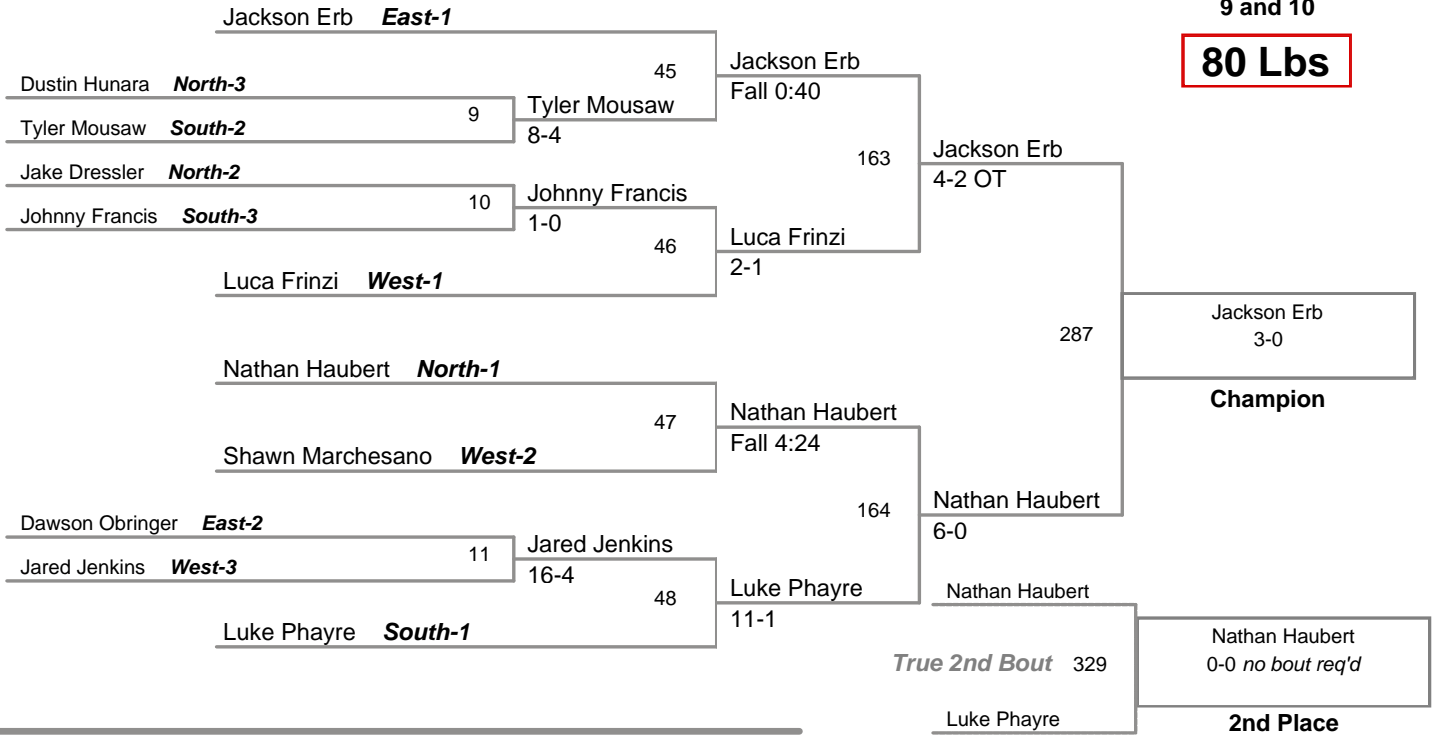 9 and 10
80 Lbs
Jackson Erb East-1
Dustin Hunara North-3
9
Tyler Mousaw South-2
Tyler Mousaw
8-4
45
Jackson Erb
Fall 0:40
Jake Dressler North-2
10
Johnny Francis South-3
Johnny Francis
1-0
46
Luca Frinzi West-1
Luca Frinzi
2-1
163
Jackson Erb
4-2 OT
Nathan Haubert North-1
47
Shawn Marchesano West-2
Nathan Haubert
Fall 4:24
Dawson Obringer East-2
11
Jared Jenkins West-3
Jared Jenkins
16-4
48
Luke Phayre South-1
Luke Phayre
11-1
164
Nathan Haubert
6-0
287
Jackson Erb
3-0
Champion
Nathan Haubert
True 2nd Bout 329
Luke Phayre
Nathan Haubert
0-0 no bout req'd
2nd Place